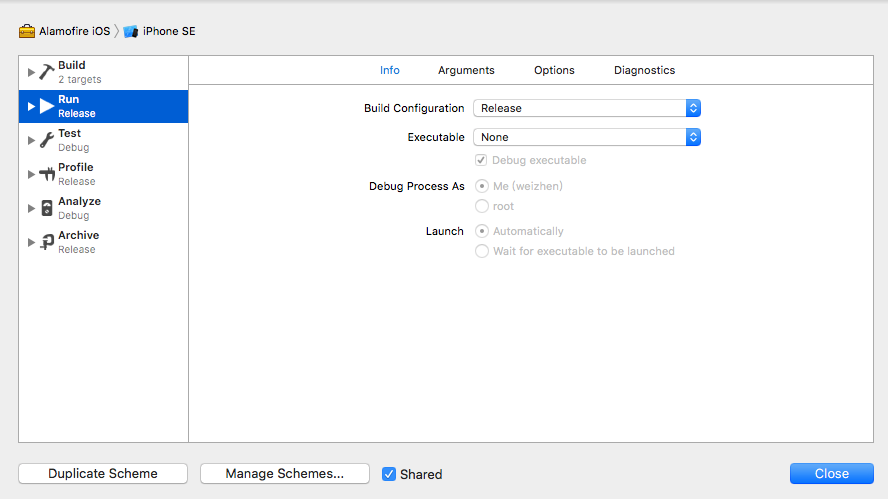 Alamofire iOS iPhone SE
Build
2 targets
Run
Release
Test
Debug
Profile
Release
Analyze
Debug
Archive
Release
Info Arguments Options Diagnostics
Build Configuration Release
Executable None
Debug executable
Debug Process As Me (weizhen)
root
Launch Automatically
Wait for executable to be launched
Duplicate Scheme Manage Schemes... Shared Close